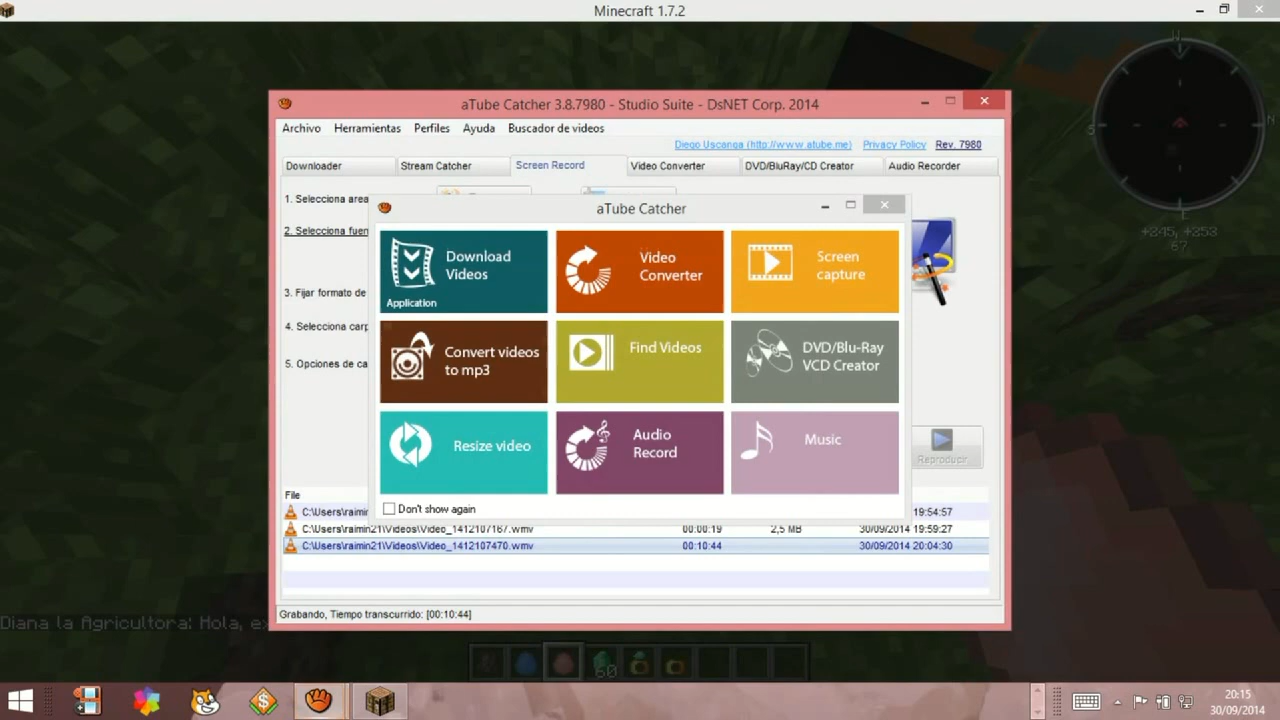 Minecraft 1.7.2
N
S
N
E
+245, +253
67
aTube Catcher 3.8.7980 - Studio Suite - DsNET Corp. 2014
Archivo Herramientas Perfiles Ayuda Buscador de videos
Diego Uscanga (http://www.atube.me) Privacy Policy Rev. 7980
Downloader Stream Catcher Screen Record Video Converter DVD/BluRay/CD Creator Audio Recorder
1. Selecciona area
2. Selecciona fuen
3. Fijar formato de
4. Selecciona carp
5. Opciones de ca
aTube Catcher
Download
Videos
Application
Video
Converter
Screen
capture
Convert videos
to mp3
Find Videos
DVD/Blu-Ray
VCD Creator
Resize video
Audio
Record
Music
Don't show again
Reproducir
File
C:\Users\raimin 19:54:57
C:\Users\raimin21\Videos\Video_1412107167.wmv 00:00:19 2,5 MB 30/09/2014 19:59:27
C:\Users\raimin21\Videos\Video_1412107470.wmv 00:10:44 30/09/2014 20:04:30
Grabando, Tiempo transcurrido: [00:10:44]
Diana la Agricultora: Hola, ex
60
20:15
30/09/2014